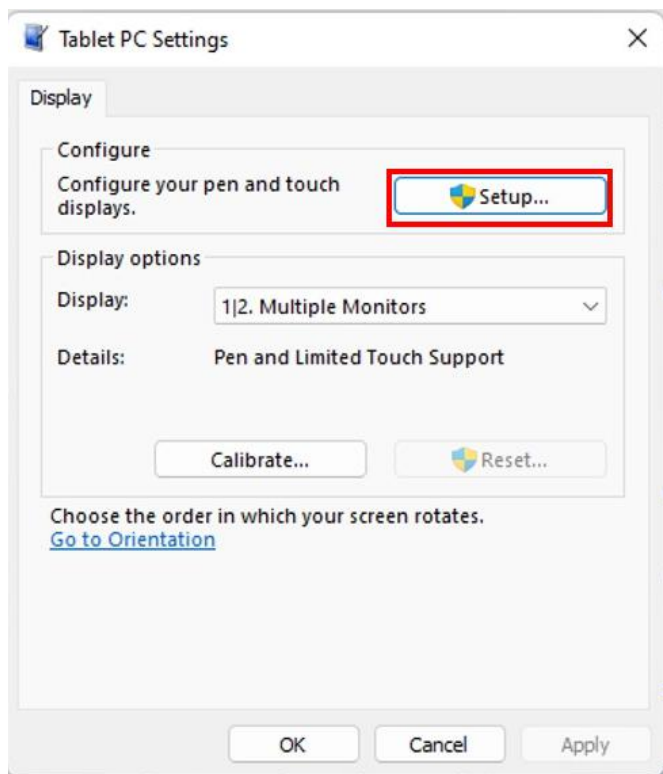 Tablet PC Settings
Display
Configure
Configure your pen and touch
displays.
Setup...
Display options
Display:
1|2. Multiple Monitors
Details:
Pen and Limited Touch Support
Calibrate...
Reset...
Choose the order in which your screen rotates.
Go to Orientation
OK
Cancel
Apply